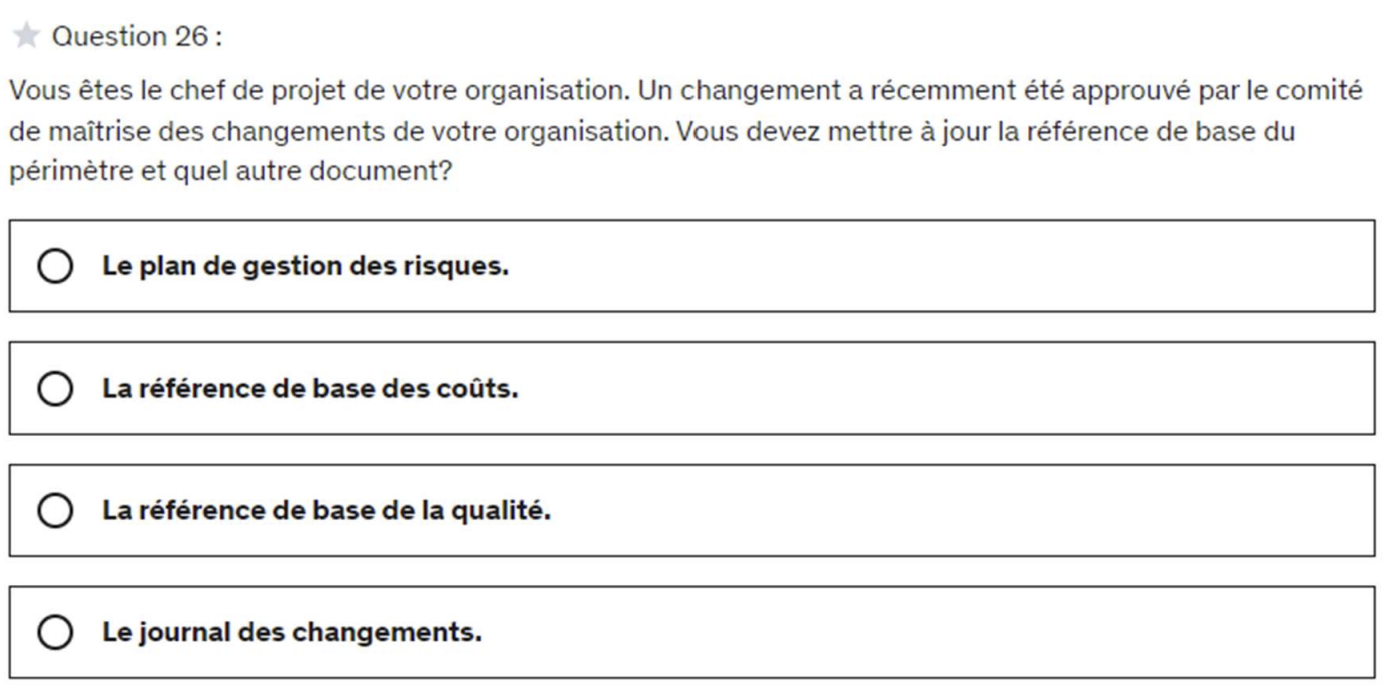 Question 26 :
Vous êtes le chef de projet de votre organisation. Un changement a récemment été approuvé par le comité
de maîtrise des changements de votre organisation. Vous devez mettre à jour la référence de base du
périmètre et quel autre document?
Le plan de gestion des risques.
La référence de base des coûts.
La référence de base de la qualité.
Le journal des changements.